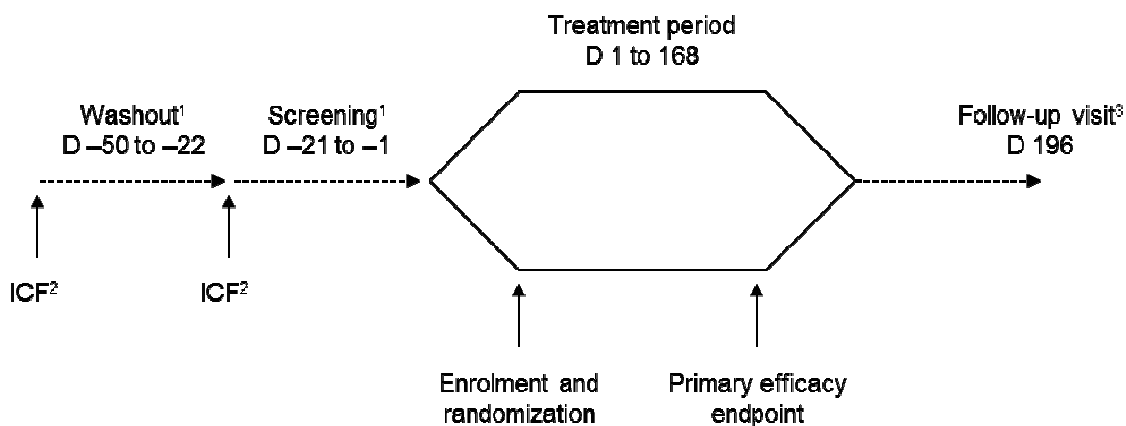 Treatment period
D 1 to 168
Washout¹
D –50 to –22
Screening¹
D –21 to –1
Follow-up visit³
D 196
ICF²
ICF²
Enrolment and
randomization
Primary efficacy
endpoint